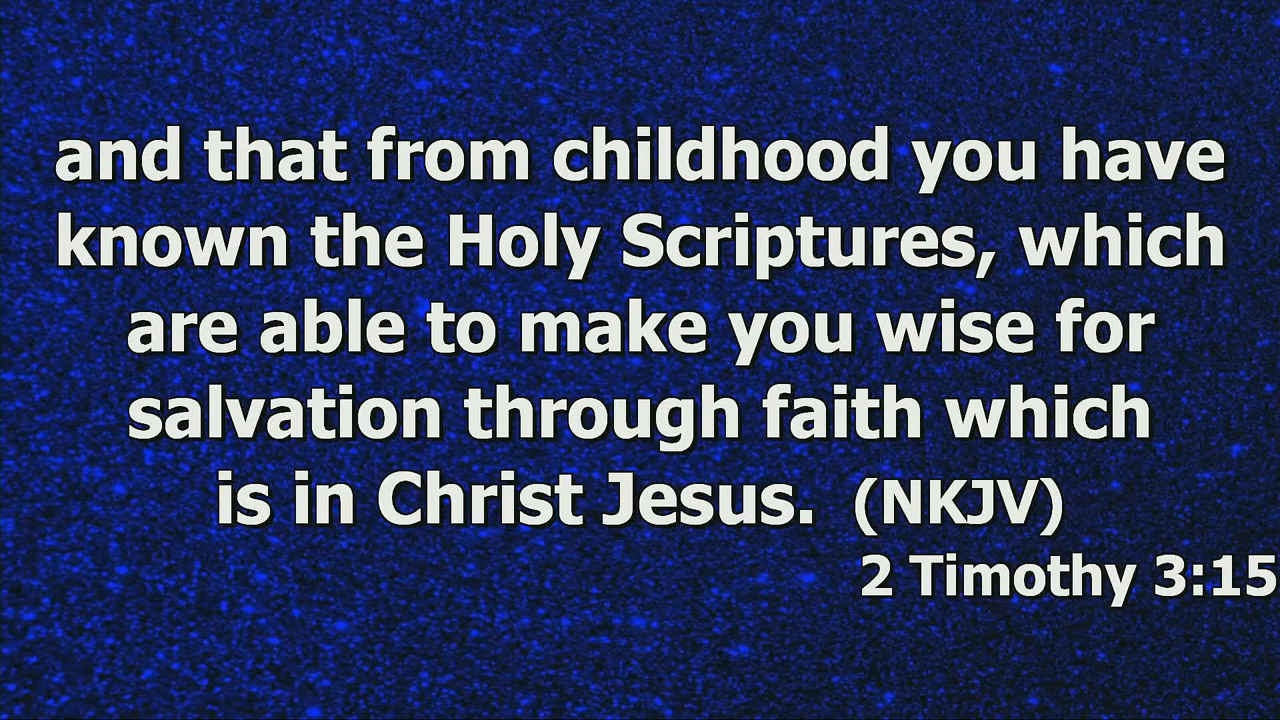 and that from childhood you have
known the Holy Scriptures, which
are able to make you wise for
salvation through faith which
is in Christ Jesus. (NKJV)
2 Timothy 3:15